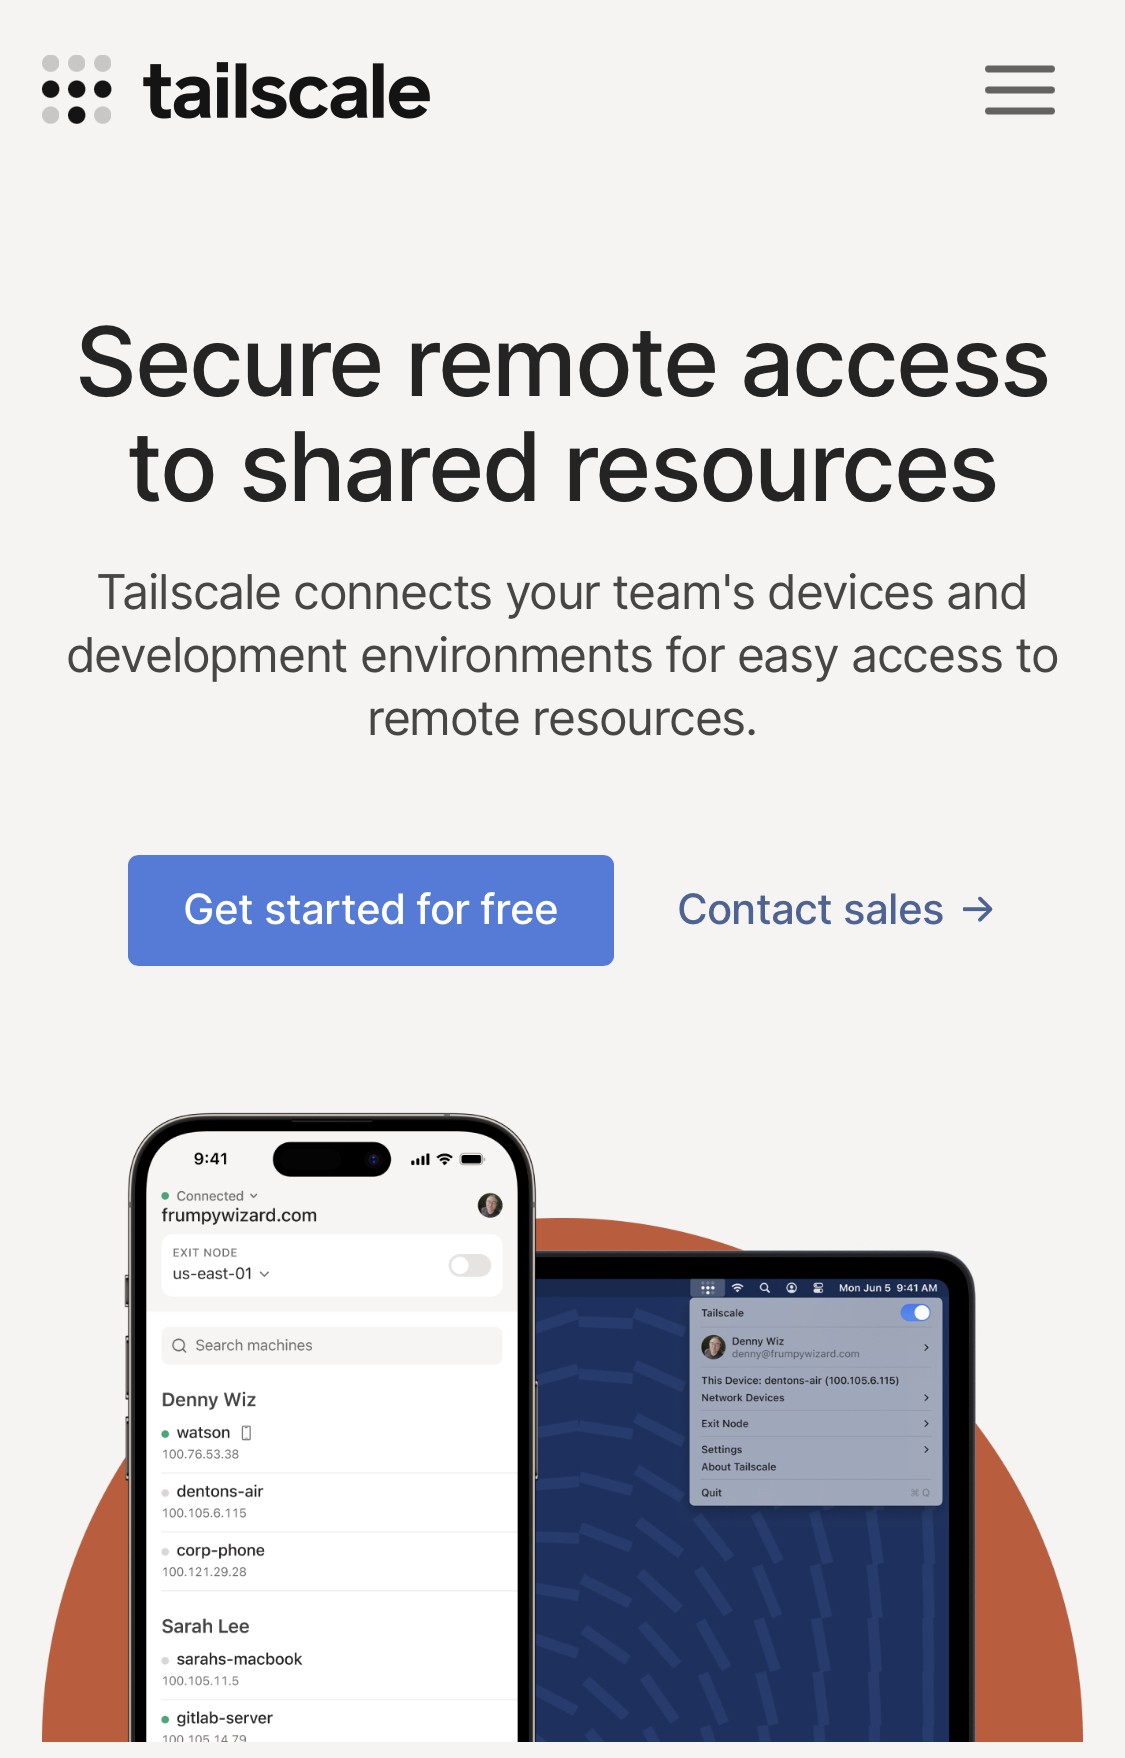 tailscale
Secure remote access
to shared resources
Tailscale connects your team's devices and
development environments for easy access to
remote resources.
Get started for free
Contact sales →
9:41
Connected
frumpywizard.com
EXIT NODE
us-east-01
Search machines
Denny Wiz
watson
100.76.53.38
dentons-air
100.105.6.115
corp-phone
100.121.29.28
Sarah Lee
sarahs-macbook
100.105.11.5
gitlab-server
100.105.14.79
Mon Jun 5 9:41 AM
Tailscale
Denny Wiz
denny@frumpywizard.com
This Device: dentons-air (100.105.6.115)
Network Devices
Exit Node
Settings
About Tailscale
Quit ⌘ Q